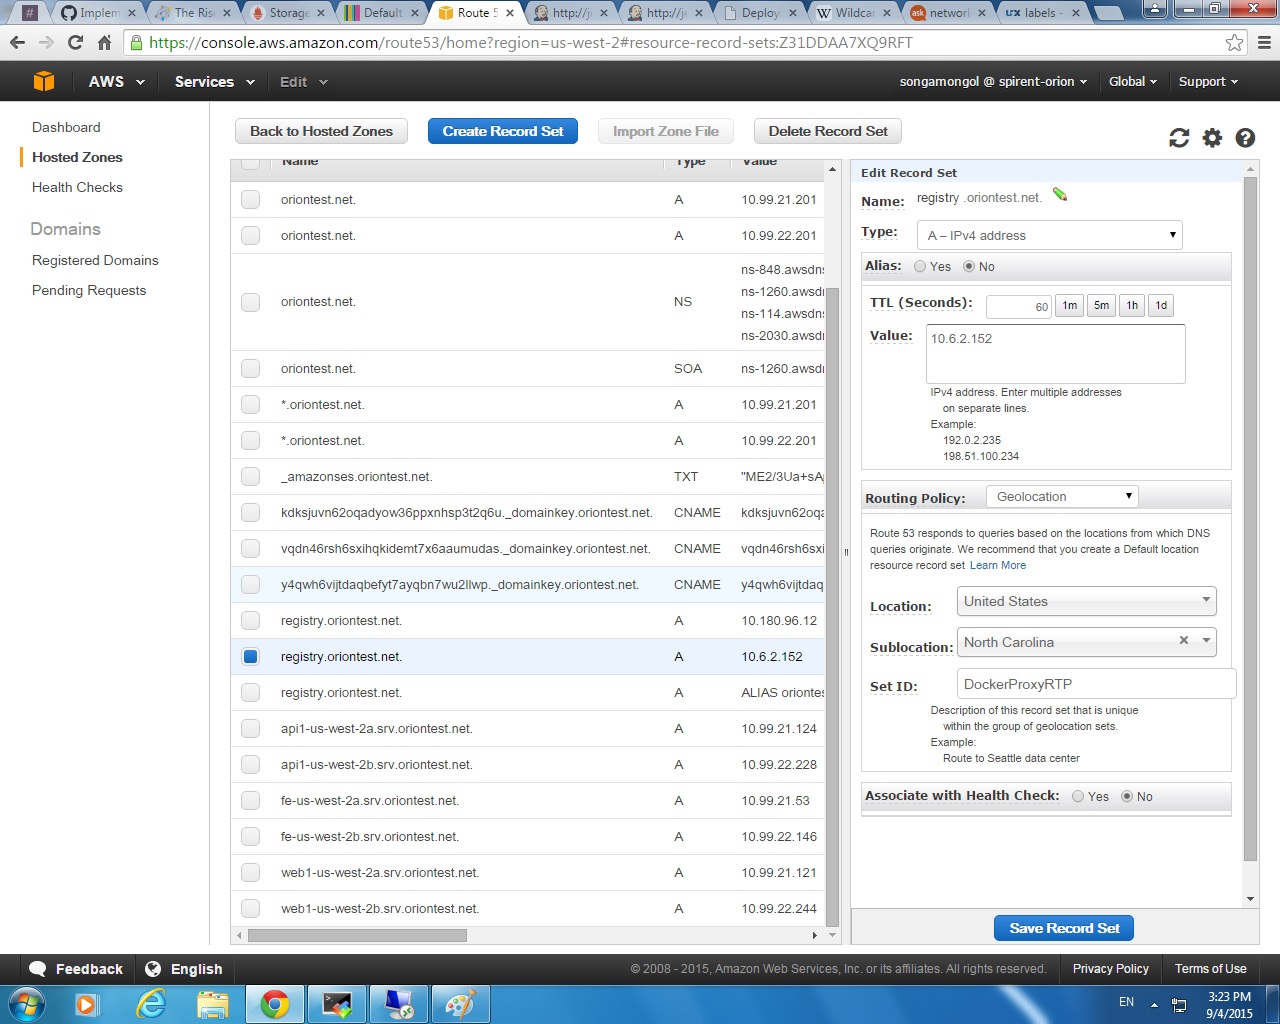 #
Implem
The Ris
Storage
Default
Route 5
http://j
http://j
Deploy
Wildcar
ask
network
ux
labels -
https://console.aws.amazon.com/route53/home?region=us-west-2#resource-record-sets:Z31DDAA7XQ9RFT
AWS
Services
Edit
songamongol @ spirent-orion
Global
Support
Dashboard
Hosted Zones
Health Checks
Domains
Registered Domains
Pending Requests
Back to Hosted Zones
Create Record Set
Import Zone File
Delete Record Set
Name Type Value
oriontest.net. A 10.99.21.201
oriontest.net. A 10.99.22.201
oriontest.net. NS
ns-848.awsdn
ns-1260.awsd
ns-114.awsdn
ns-2030.awsd
oriontest.net. SOA ns-1260.awsd
*.oriontest.net. A 10.99.21.201
*.oriontest.net. A 10.99.22.201
_amazonses.oriontest.net. TXT "ME2/3Ua+sA
kdksjuvn62oqadyow36ppxnhsp3t2q6u._domainkey.oriontest.net. CNAME kdksjuvn62oqa
vqdn46rsh6sxihqkidemt7x6aaumudas._domainkey.oriontest.net. CNAME vqdn46rsh6sxi
y4qwh6vijtdaqbefyt7ayqbn7wu2llwp._domainkey.oriontest.net. CNAME y4qwh6vijtdaq
registry.oriontest.net. A 10.180.96.12
registry.oriontest.net. A 10.6.2.152
registry.oriontest.net. A ALIAS oriontes
api1-us-west-2a.srv.oriontest.net. A 10.99.21.124
api1-us-west-2b.srv.oriontest.net. A 10.99.22.228
fe-us-west-2a.srv.oriontest.net. A 10.99.21.53
fe-us-west-2b.srv.oriontest.net. A 10.99.22.146
web1-us-west-2a.srv.oriontest.net. A 10.99.21.121
web1-us-west-2b.srv.oriontest.net. A 10.99.22.244
Edit Record Set
Name: registry .oriontest.net.
Type: A – IPv4 address
Alias: Yes No
TTL (Seconds): 60 1m 5m 1h 1d
Value: 10.6.2.152
IPv4 address. Enter multiple addresses
on separate lines.
Example:
192.0.2.235
198.51.100.234
Routing Policy: Geolocation
Route 53 responds to queries based on the locations from which DNS
queries originate. We recommend that you create a Default location
resource record set Learn More
Location: United States
Sublocation: North Carolina
Set ID: DockerProxyRTP
Description of this record set that is unique
within the group of geolocation sets.
Example:
Route to Seattle data center
Associate with Health Check: Yes No
Save Record Set
Feedback
English
© 2008 - 2015, Amazon Web Services, Inc. or its affiliates. All rights reserved.
Privacy Policy
Terms of Use
EN
3:23 PM
9/4/2015